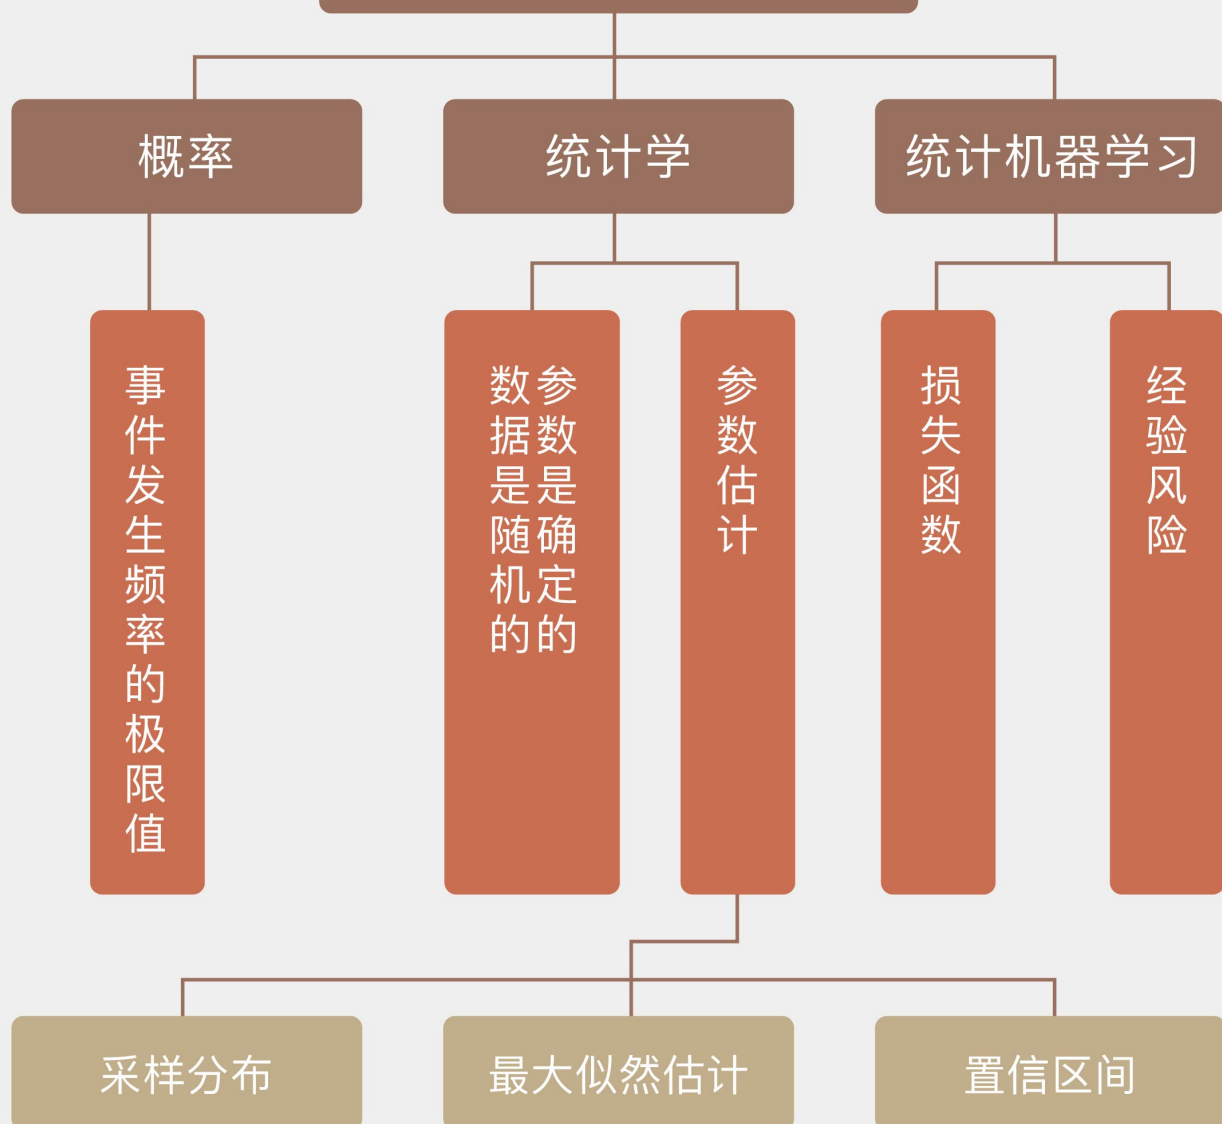 概率
统计学
统计机器学习
事件发生频率的极限值
参数是确定的
数据是随机的
参数估计
损失函数
经验风险
采样分布
最大似然估计
置信区间